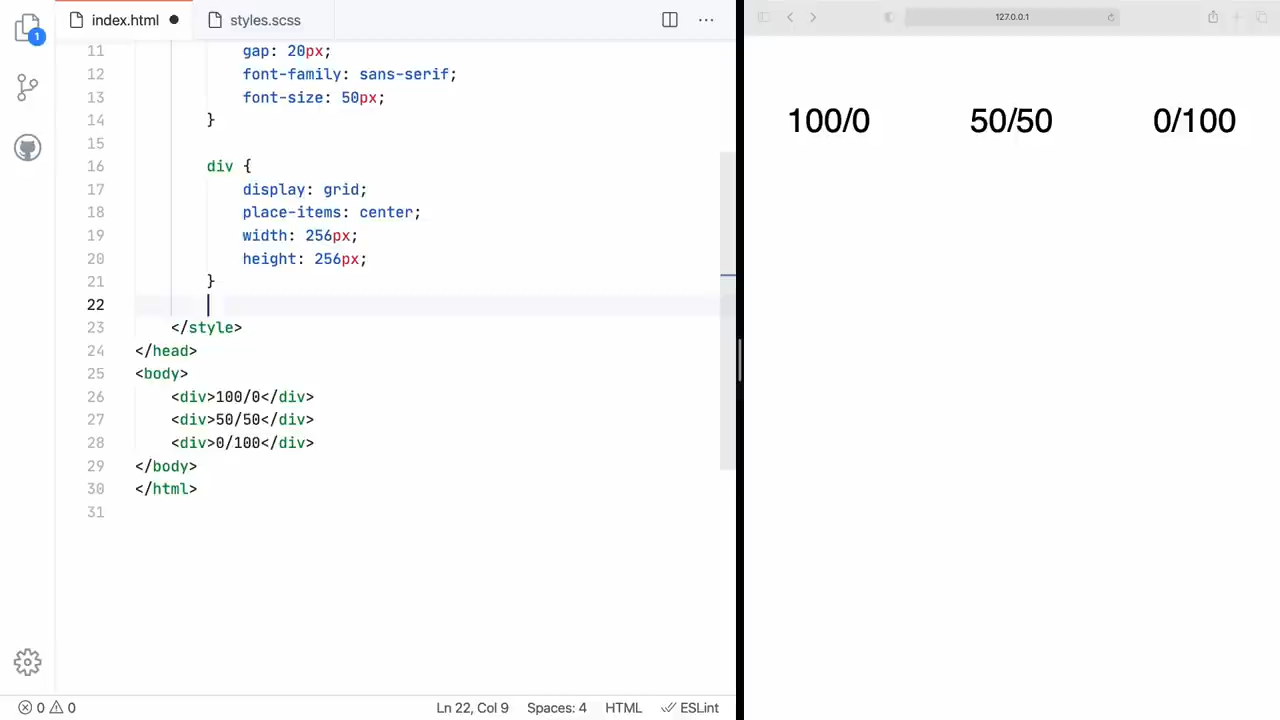 index.html
styles.scss
1
11 gap: 20px;
12 font-family: sans-serif;
13 font-size: 50px;
14 }
15
16 div {
17 display: grid;
18 place-items: center;
19 width: 256px;
20 height: 256px;
21 }
22
23 </style>
24 </head>
25 <body>
26 <div>100/0</div>
27 <div>50/50</div>
28 <div>0/100</div>
29 </body>
30 </html>
31
0 0
Ln 22, Col 9 Spaces: 4 HTML ESLint
127.0.0.1
100/0 50/50 0/100